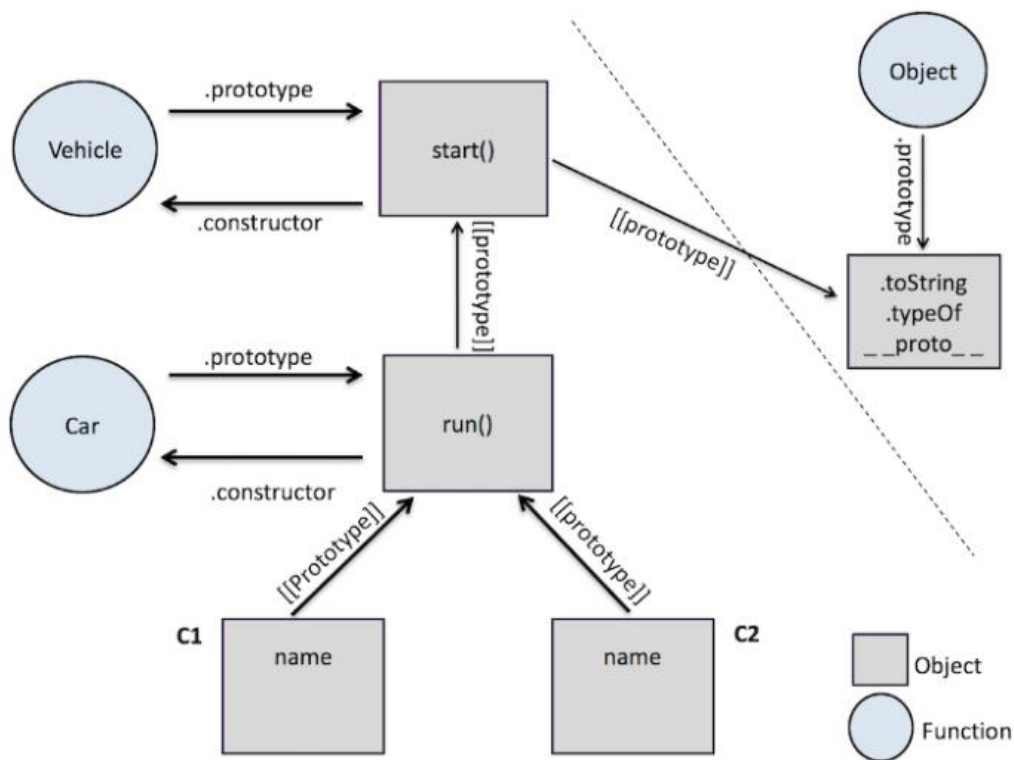 Object
.prototype
Vehicle
start()
.constructor
.prototype
[[prototype]]
[[prototype]]
.toString
.typeOf
_ _proto_ _
.prototype
Car
run()
.constructor
[[Prototype]]
[[prototype]]
C1
name
name
C2
Object
Function